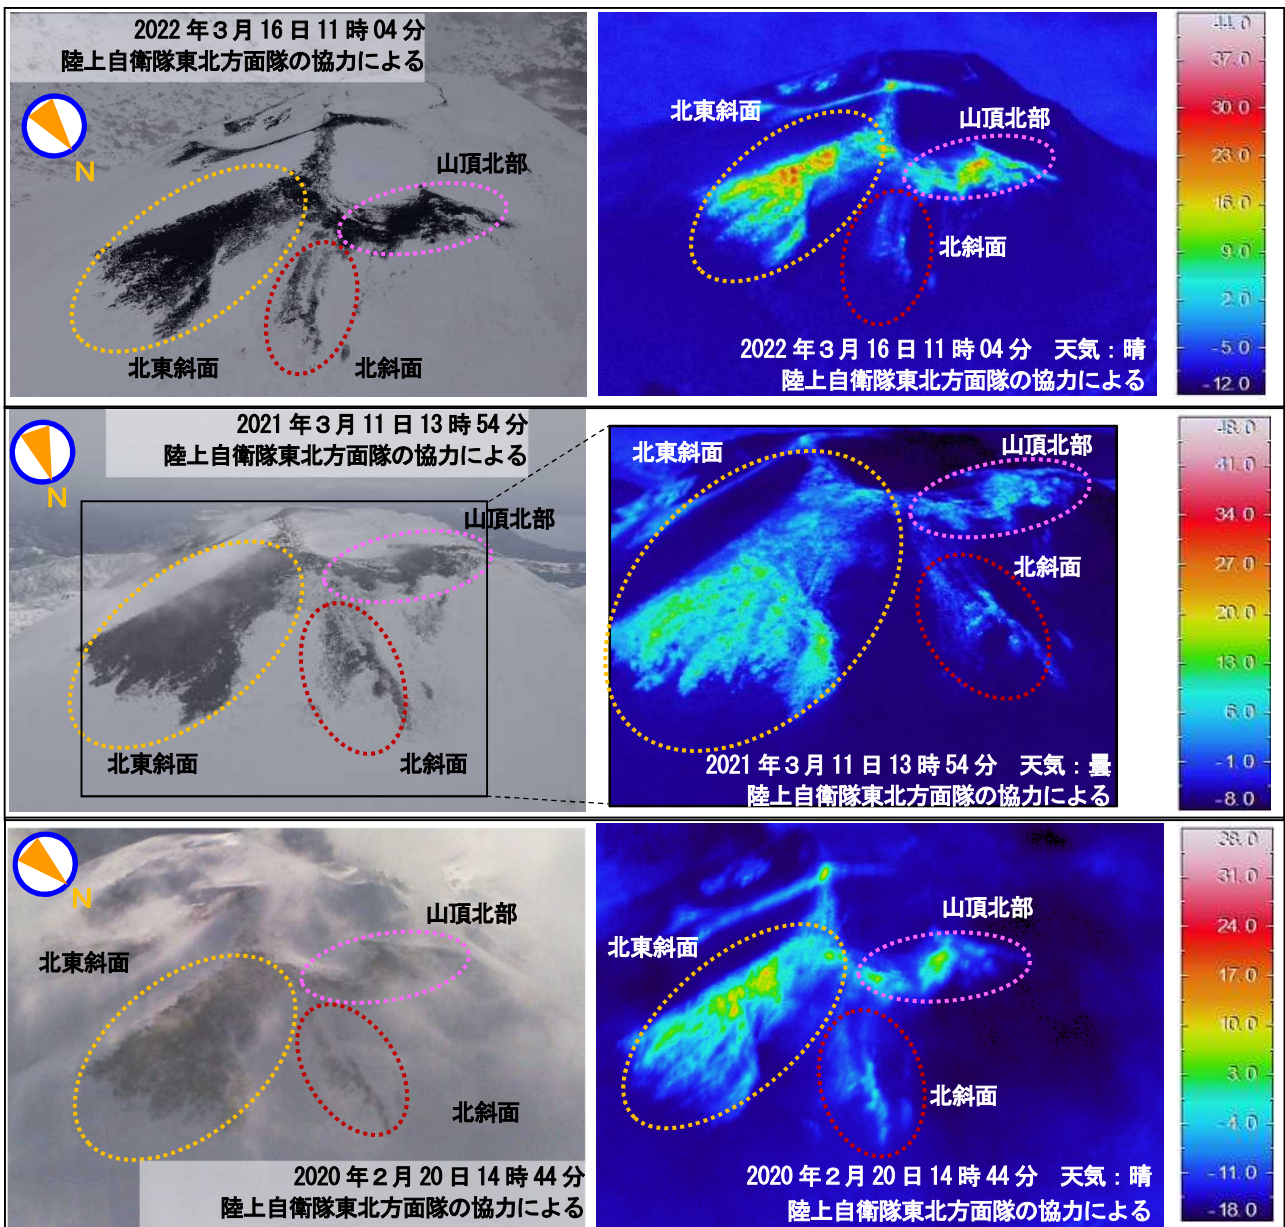 2022年3月16日11時04分
陸上自衛隊東北方面隊の協力による
N
山頂北部
北東斜面
北斜面
北東斜面
山頂北部
北斜面
2022年3月16日11時04分 天気：晴
陸上自衛隊東北方面隊の協力による
44.0
37.0
30.0
23.0
16.0
9.0
2.0
-5.0
-12.0
2021年3月11日13時54分
陸上自衛隊東北方面隊の協力による
N
山頂北部
北東斜面
北斜面
北東斜面
山頂北部
北斜面
2021年3月11日13時54分 天気：曇
陸上自衛隊東北方面隊の協力による
48.0
41.0
34.0
27.0
20.0
13.0
6.0
-1.0
-8.0
N
山頂北部
北東斜面
北斜面
2020年2月20日14時44分
陸上自衛隊東北方面隊の協力による
山頂北部
北東斜面
北斜面
2020年2月20日14時44分 天気：晴
陸上自衛隊東北方面隊の協力による
38.0
31.0
24.0
17.0
10.0
3.0
-4.0
-11.0
-18.0